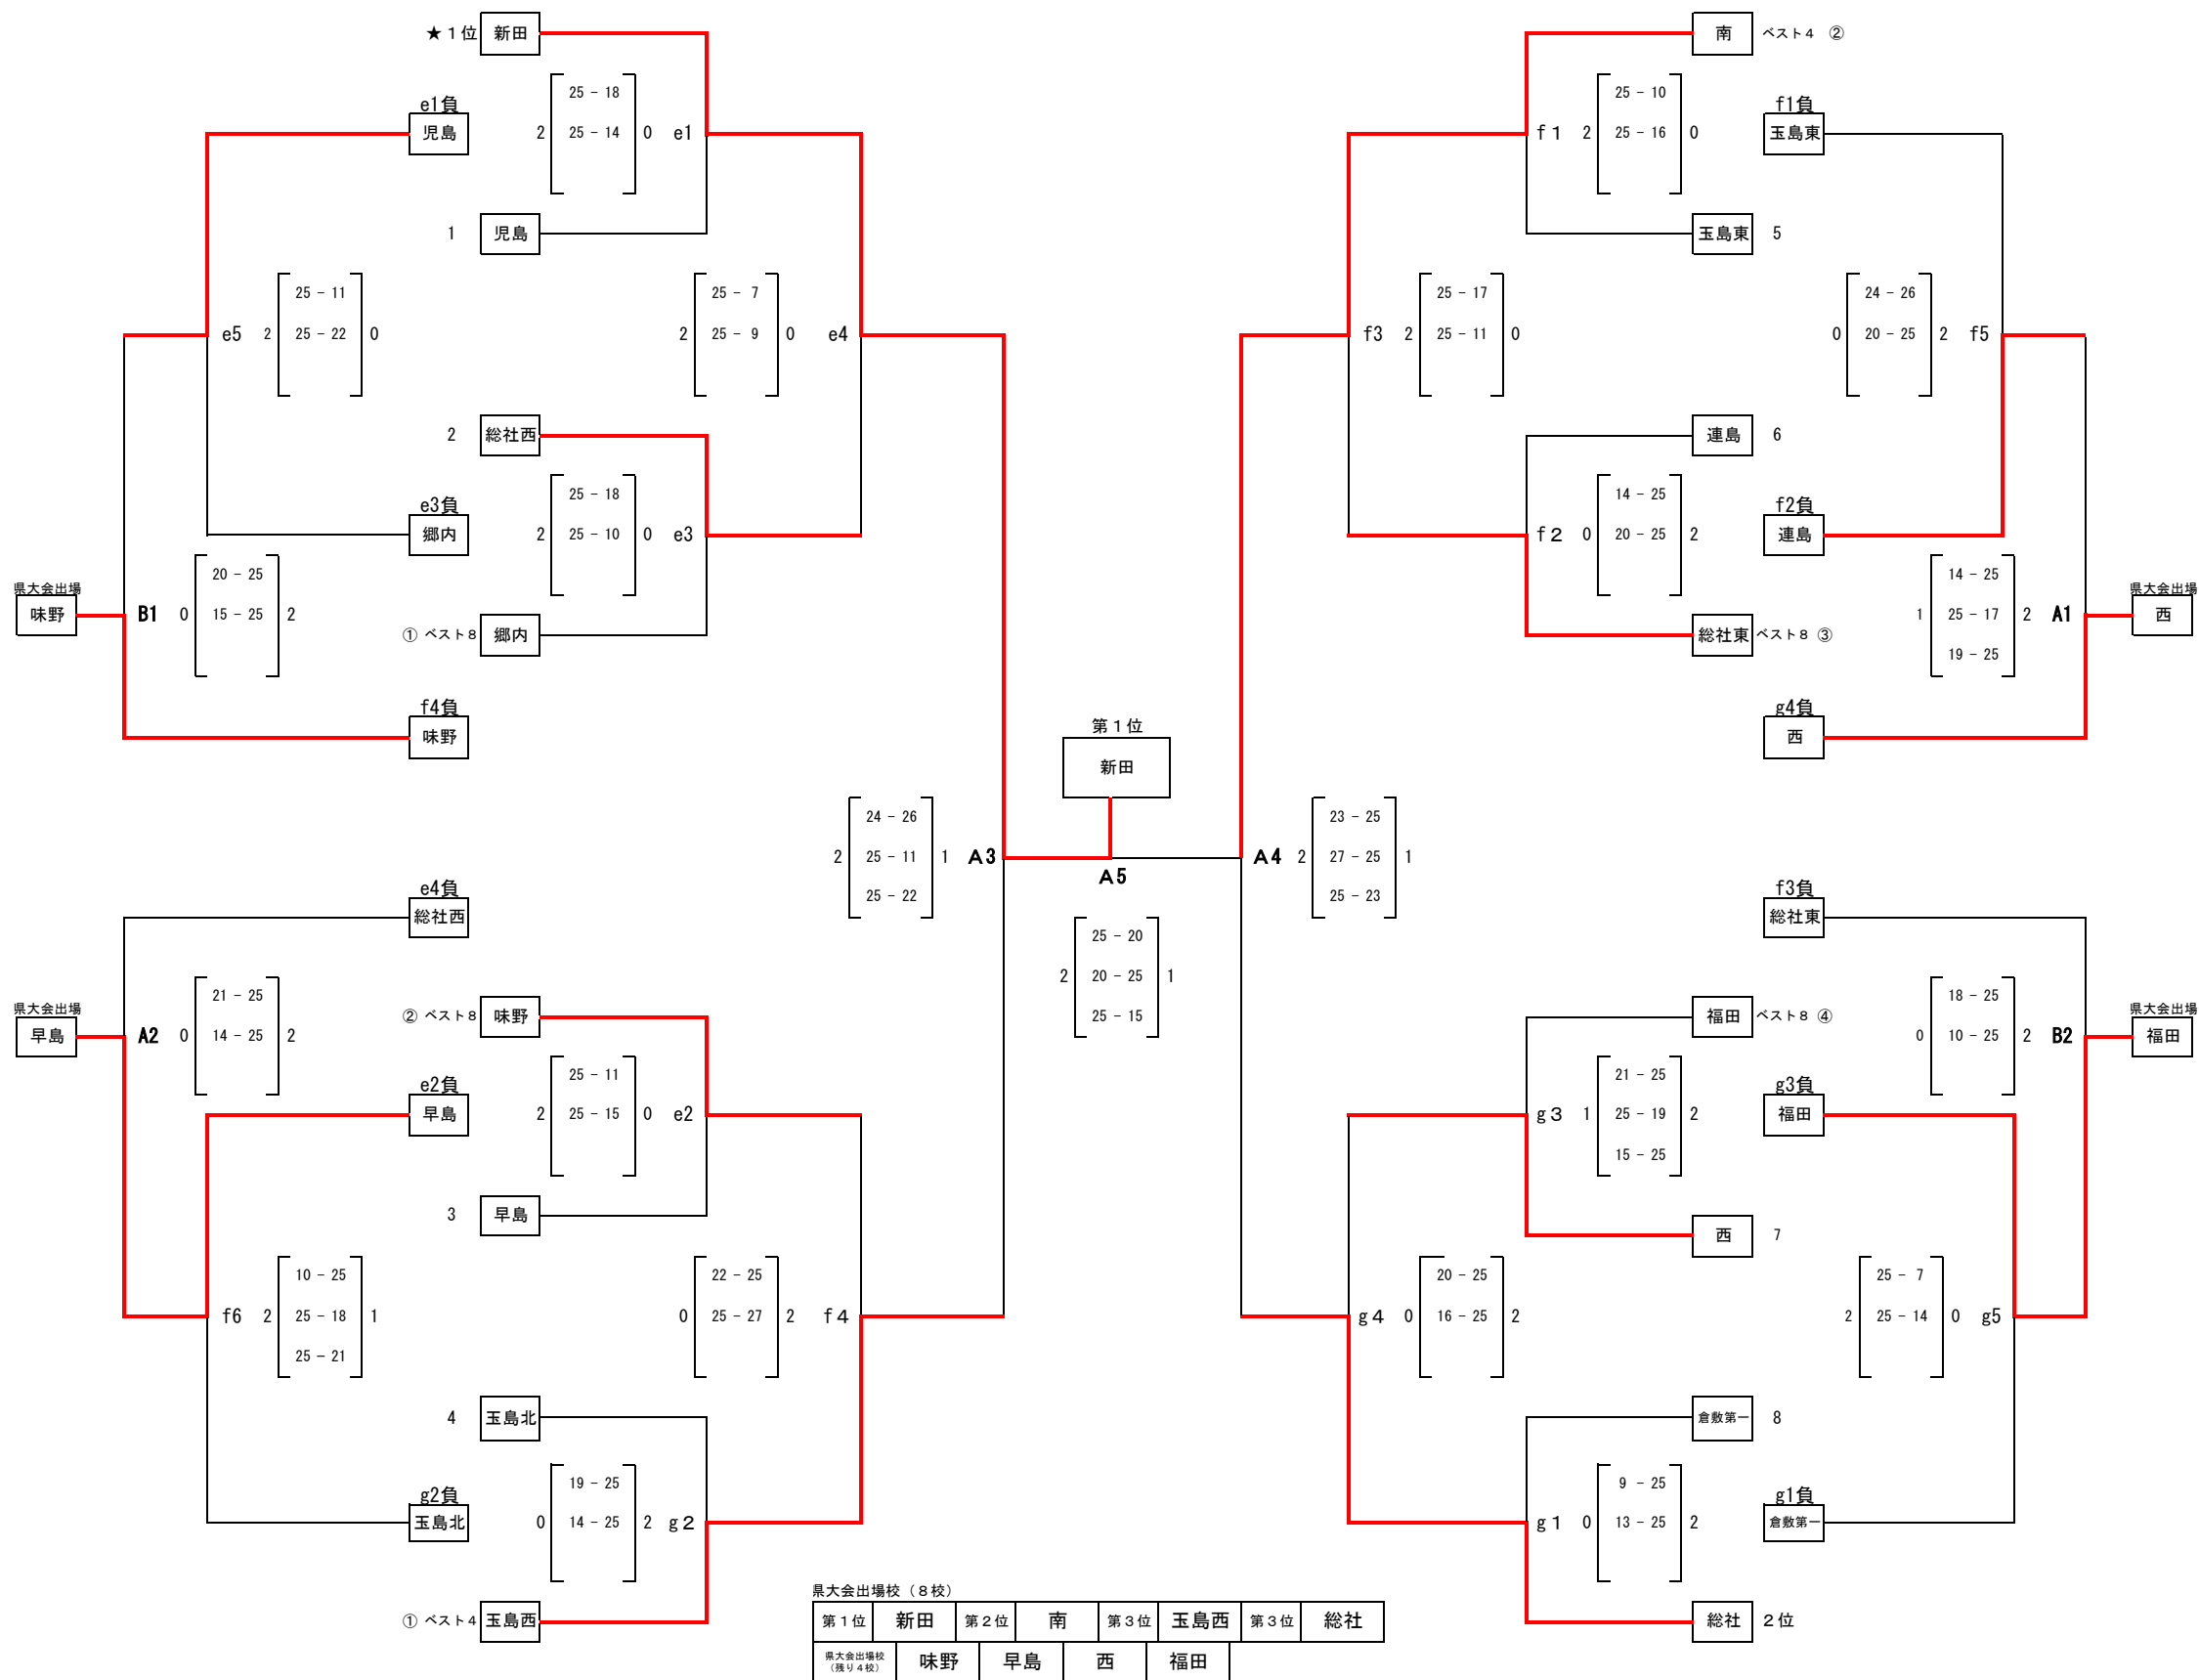 ★１位 新田
南 ベスト４ ②
e1負
児島
25 － 18
2 25 － 14 0 e1
f１ 2 25 － 16 0
25 － 10
f1負
玉島東
1 児島
玉島東 5
25 － 11
e5 2 25 － 22 0
25 － 7
2 25 － 9 0 e4
25 － 17
f3 2 25 － 11 0
24 － 26
0 20 － 25 2 f5
2 総社西
連島 6
e3負
郷内
25 － 18
2 25 － 10 0 e3
14 － 25
f２ 0 20 － 25 2
f2負
連島
県大会出場
味野
20 － 25
B1 0 15 － 25 2
① ベスト８ 郷内
総社東 ベスト８ ③
14 － 25
1 25 － 17 2 A1
19 － 25
県大会出場
西
f4負
味野
g4負
西
第１位
新田
24 － 26
2 25 － 11 1 Ａ３
25 － 22
Ａ５
23 － 25
Ａ４ 2 27 － 25 1
25 － 23
25 － 20
2 20 － 25 1
25 － 15
e4負
総社西
f3負
総社東
県大会出場
早島
21 － 25
A2 0 14 － 25 2
② ベスト８ 味野
福田 ベスト８ ④
18 － 25
0 10 － 25 2 B2
県大会出場
福田
e2負
早島
25 － 11
2 25 － 15 0 e2
21 － 25
g３ 1 25 － 19 2
15 － 25
g3負
福田
3 早島
西 7
10 － 25
f6 2 25 － 18 1
25 － 21
22 － 25
0 25 － 27 2 f４
20 － 25
g４ 0 16 － 25 2
25 － 7
2 25 － 14 0 g5
4 玉島北
倉敷第一 8
g2負
玉島北
19 － 25
0 14 － 25 2 g２
9 － 25
g１ 0 13 － 25 2
g1負
倉敷第一
① ベスト４ 玉島西
総社 ２位
県大会出場校（８校）
第１位 新田 第２位 南 第３位 玉島西 第３位 総社
県大会出場校
（残り４校） 味野 早島 西 福田